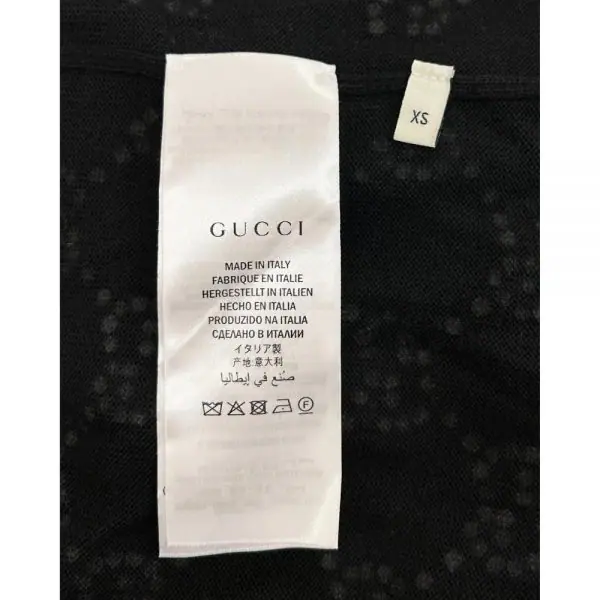 GUCCI
MADE IN ITALY
FABRIQUE EN ITALIE
HERGESTELLT IN ITALIEN
HECHO EN ITALIA
PRODUZIDO NA ITALIA
СДЕЛАНО В ИТАЛИИ
イタリア製
产地:意大利
صُنع في إيطاليا
F
XS